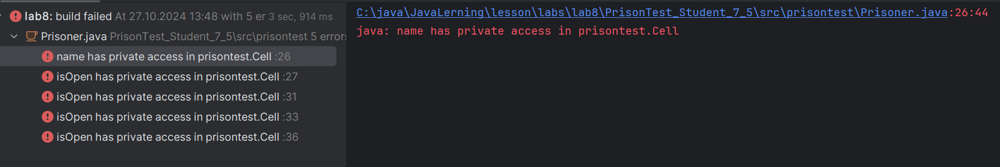 lab8: build failed At 27.10.2024 13:48 with 5 er 3 sec, 914 ms
Prisoner.java PrisonTest_Student_7_5\src\prisontest 5 errors
name has private access in prisontest.Cell :26
isOpen has private access in prisontest.Cell :27
isOpen has private access in prisontest.Cell :31
isOpen has private access in prisontest.Cell :33
isOpen has private access in prisontest.Cell :36
C:\java\JavaLerning\lesson\labs\lab8\PrisonTest_Student_7_5\src\prisontest\Prisoner.java:26:44
java: name has private access in prisontest.Cell